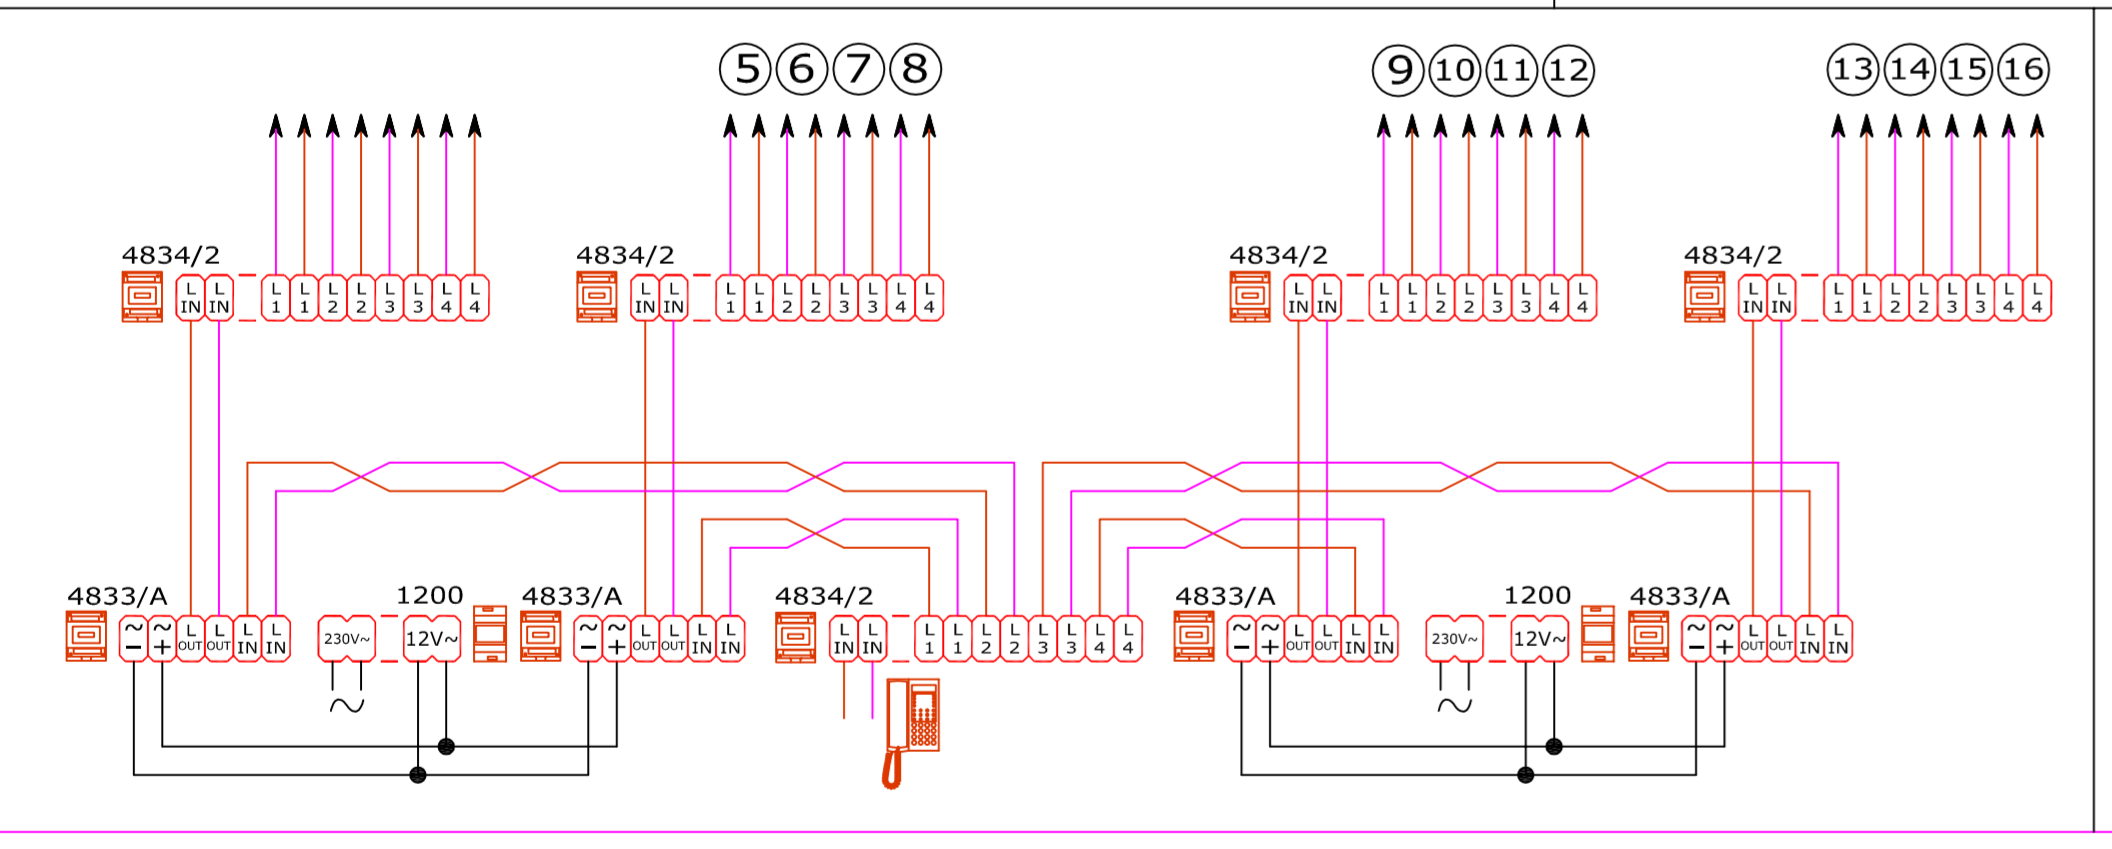 5 6 7 8 9 10 11 12 13 14 15 16
4834/2 4834/2 4834/2 4834/2
L IN L IN L 1 L 1 L 2 L 2 L 3 L 3 L 4 L 4
L IN L IN L 1 L 1 L 2 L 2 L 3 L 3 L 4 L 4
L IN L IN L 1 L 1 L 2 L 2 L 3 L 3 L 4 L 4
L IN L IN L 1 L 1 L 2 L 2 L 3 L 3 L 4 L 4
4833/A 1200 4833/A 4834/2 4833/A 1200 4833/A
~ − ~ + L OUT L OUT L IN L IN
230V~ 12V~
~ − ~ + L OUT L OUT L IN L IN
L IN L IN L 1 L 1 L 2 L 2 L 3 L 3 L 4 L 4
~ − ~ + L OUT L OUT L IN L IN
230V~ 12V~
~ − ~ + L OUT L OUT L IN L IN
~ ~